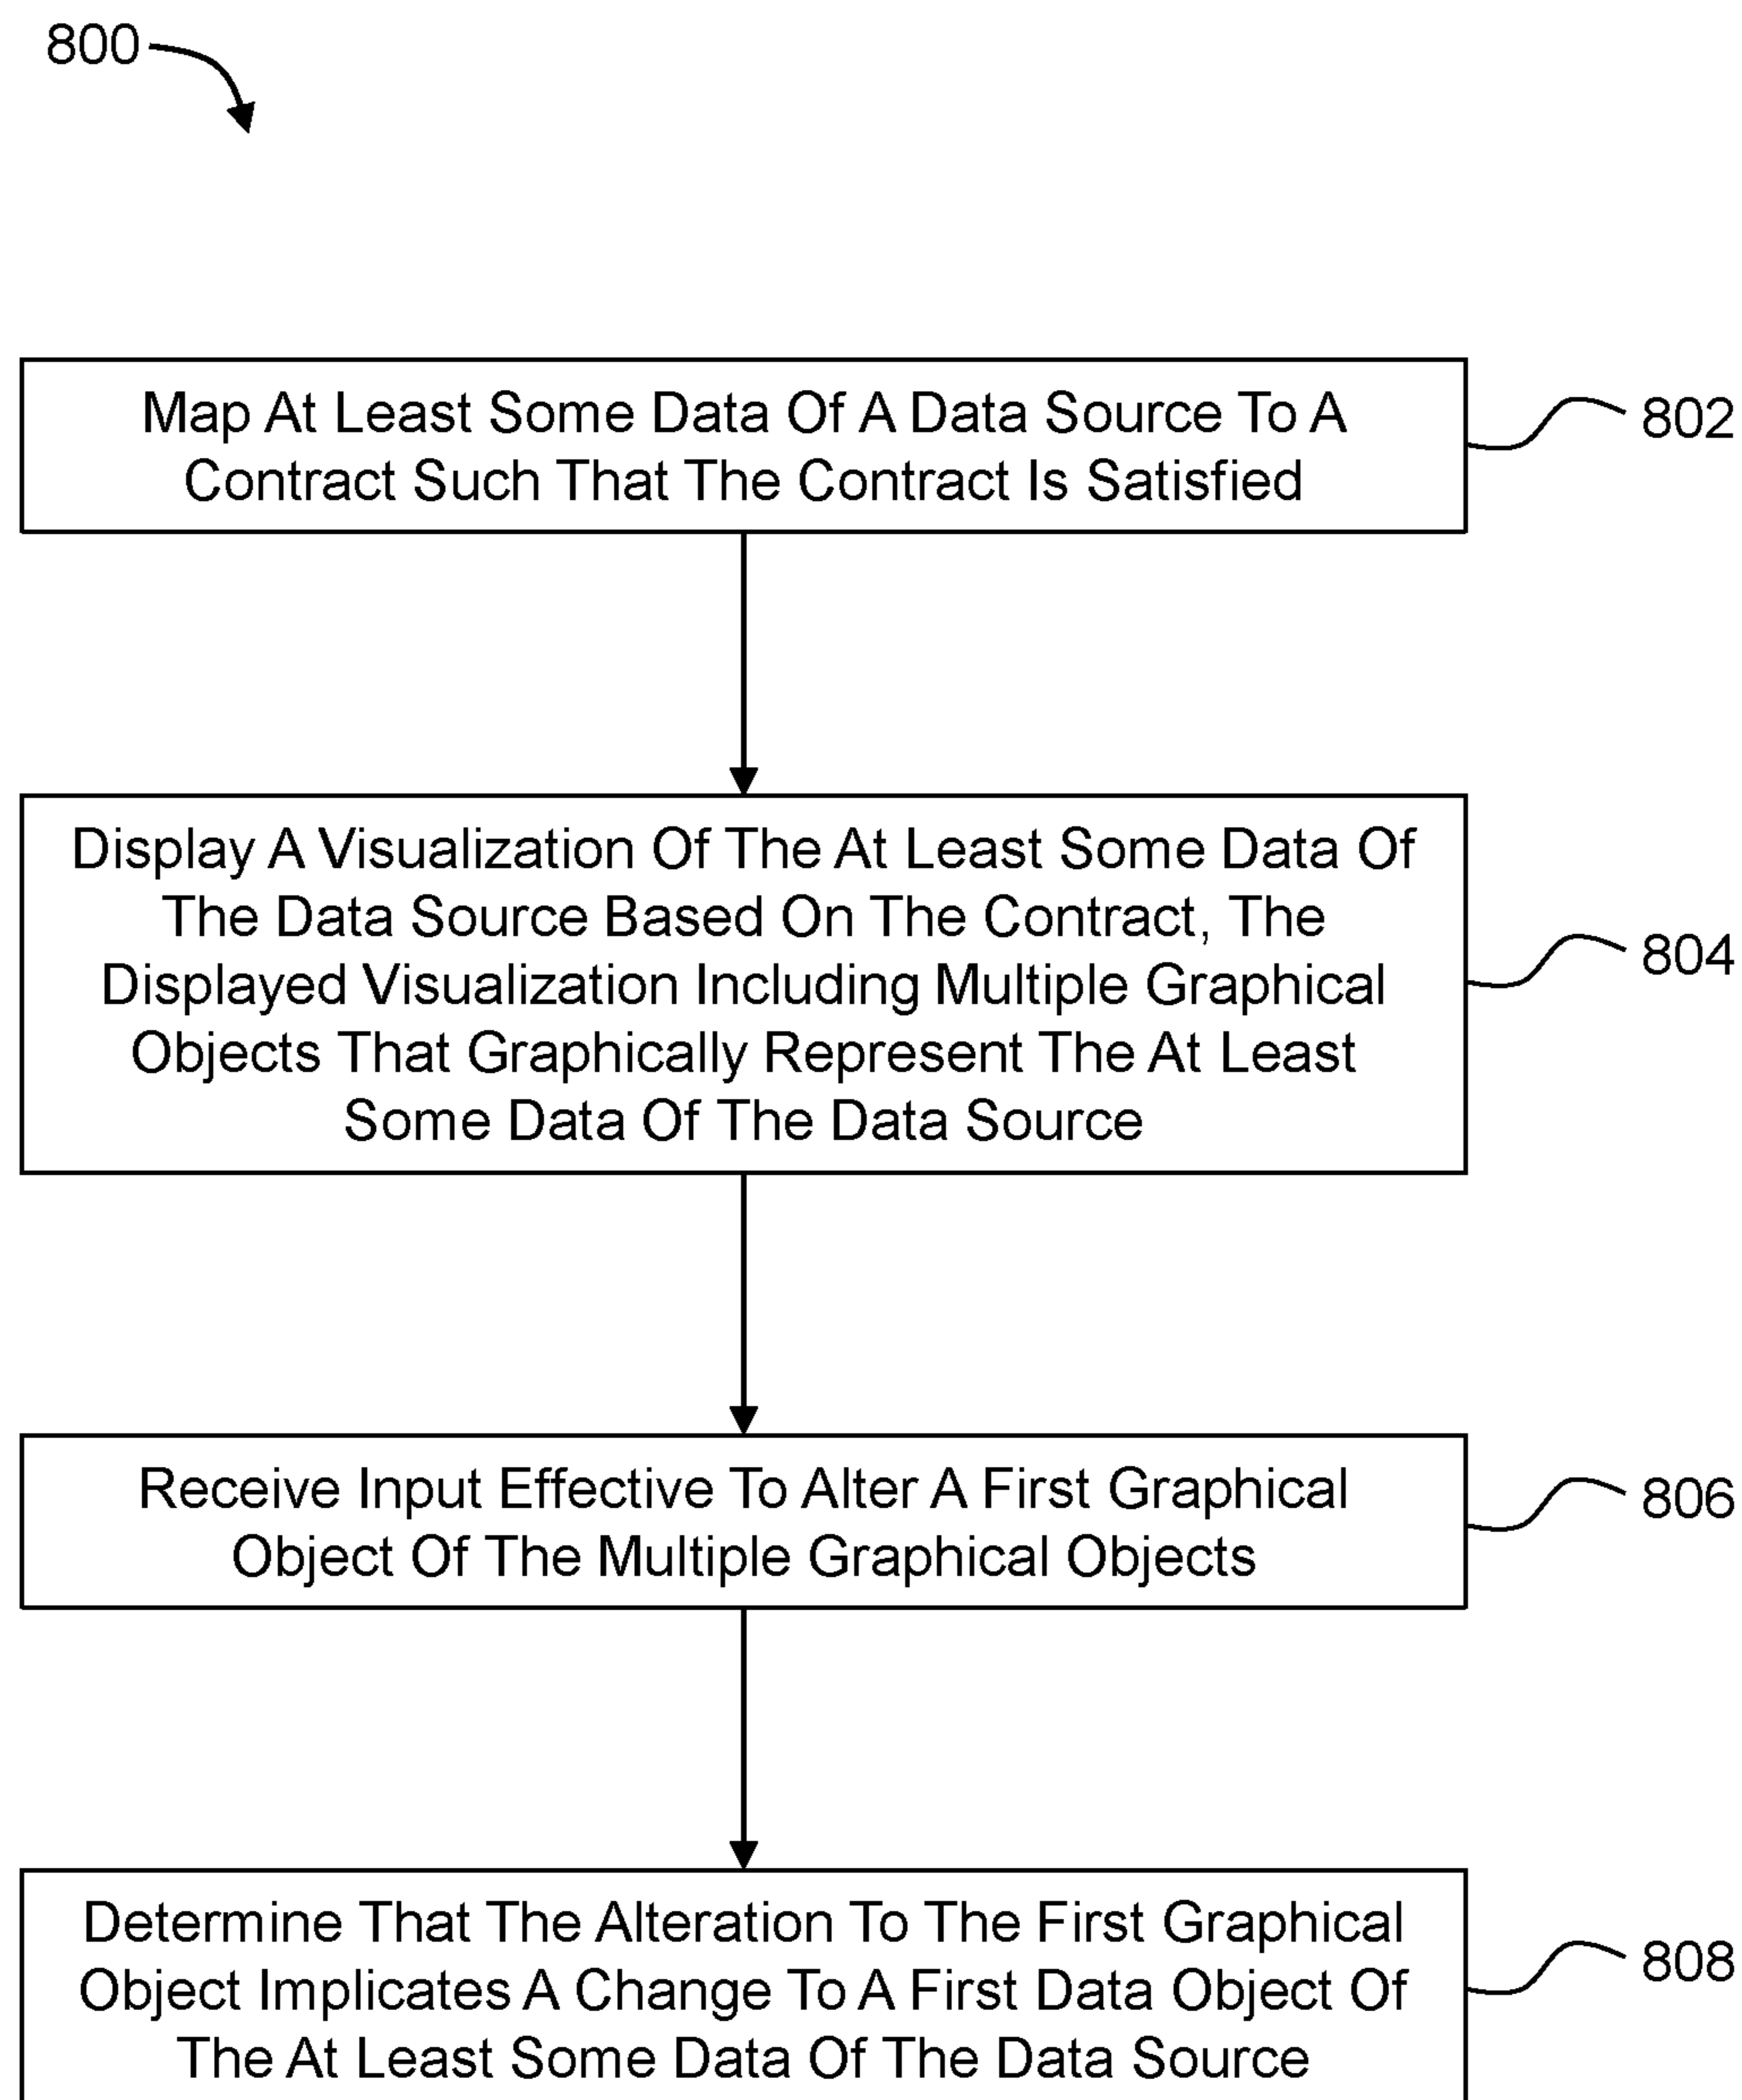 800
Map At Least Some Data Of A Data Source To A
Contract Such That The Contract Is Satisfied
802
Display A Visualization Of The At Least Some Data Of
The Data Source Based On The Contract, The
Displayed Visualization Including Multiple Graphical
Objects That Graphically Represent The At Least
Some Data Of The Data Source
804
Receive Input Effective To Alter A First Graphical
Object Of The Multiple Graphical Objects
806
Determine That The Alteration To The First Graphical
Object Implicates A Change To A First Data Object Of
The At Least Some Data Of The Data Source
808